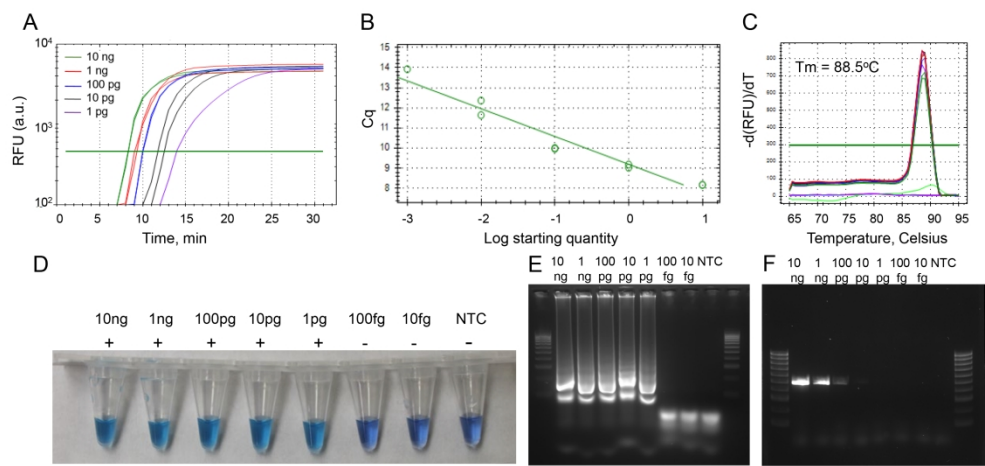 A
10⁴
10³
10²
RFU (a.u.)
10 ng
1 ng
100 pg
10 pg
1 pg
0 5 10 15 20 25 30
Time, min
B
15
14
13
12
11
10
9
8
Cq
-3 -2 -1 0 1
Log starting quantity
C
Tm = 88.5ºC
800
700
600
500
400
300
200
100
0
-d(RFU)/dT
65 70 75 80 85 90 95
Temperature, Celsius
D
10ng 1ng 100pg 10pg 1pg 100fg 10fg NTC
+ + + + + - - -
E
10 1 100 10 1 100 10 NTC
ng ng pg pg pg fg fg
F
10 1 100 10 1 100 10 NTC
ng ng pg pg pg fg fg